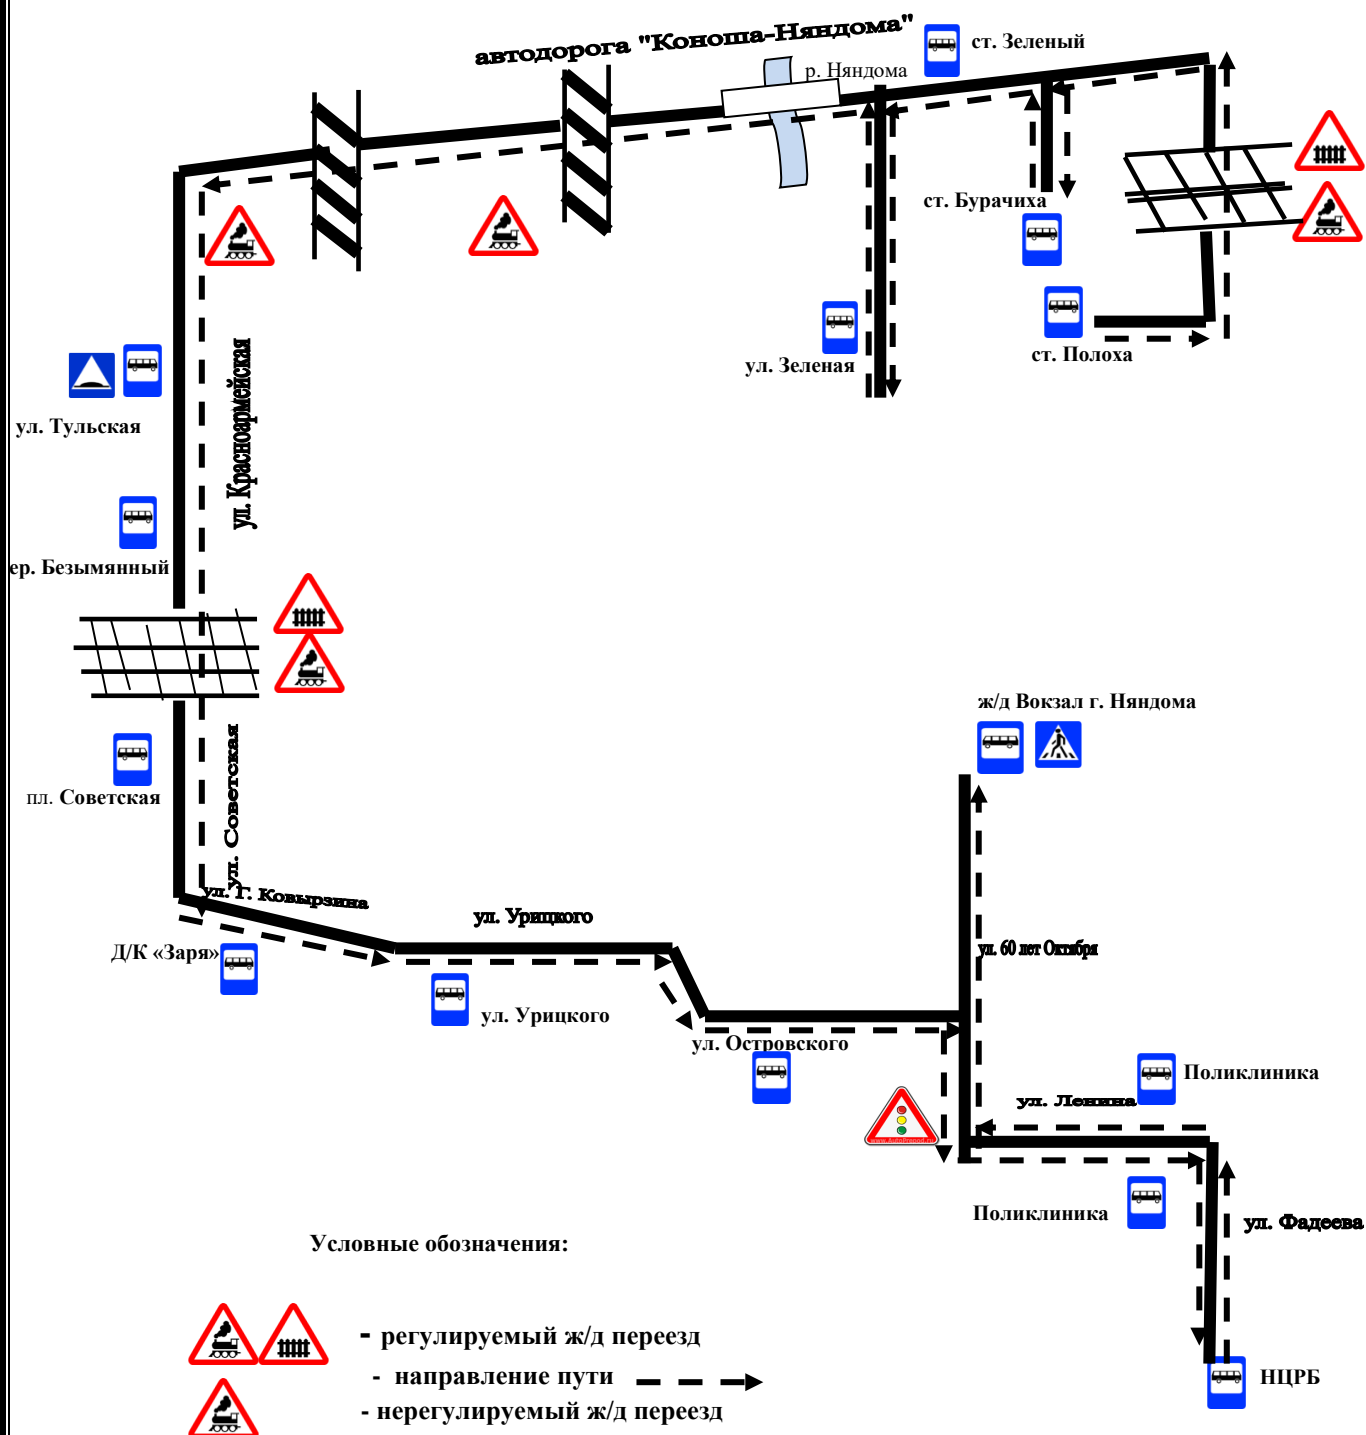 автодорога "Коноша-Няндома"
ст. Зеленый
р. Няндома
ст. Бурачиха
ул. Зеленая
ст. Полоха
ул. Красноармейская
ул. Тульская
ер. Безымянный
ж/д Вокзал г. Няндома
пл. Советская
ул. Советская
ул. Г. Ковырзина
ул. Урицкого
Д/К «Заря»
ул. 60 лет Октября
ул. Урицкого
ул. Островского
Поликлиника
ул. Ленина
Поликлиника
ул. Фадеева
Условные обозначения:
- регулируемый ж/д переезд
- направление пути
НЦРБ
- нерегулируемый ж/д переезд